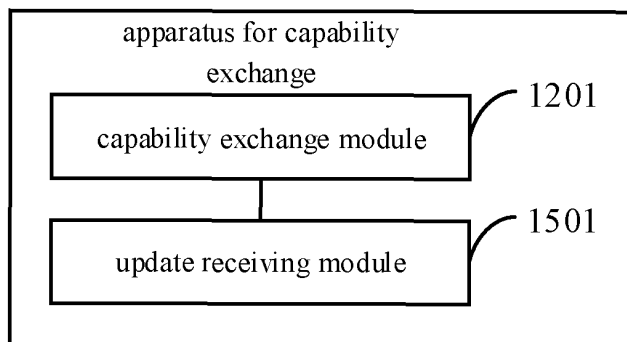 apparatus for capability
exchange
1201
capability exchange module
1501
update receiving module